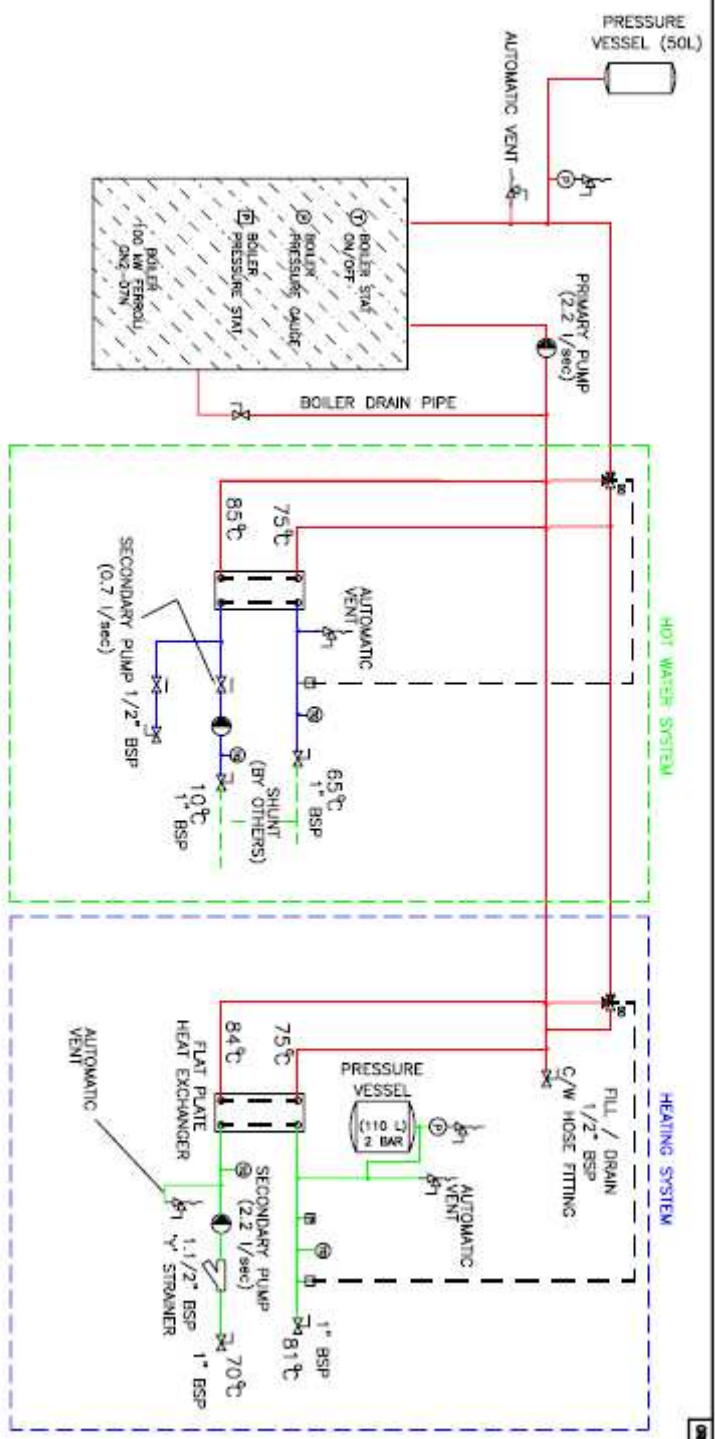 PRESSURE
VESSEL (50L)
AUTOMATIC VENT
P
T BOILER STAT
ON/OFF
P BOILER
PRESSURE GAUGE
P BOILER
PRESSURE STAT
BOILER
100 kW FERROLI
PRIMARY PUMP
(2.2 l/sec)
BOILER DRAIN PIPE
HOT WATER SYSTEM
85℃
75℃
AUTOMATIC
VENT
SECONDARY PUMP 1/2" BSP
(0.7 l/sec)
65℃
1" BSP
SHUNT
(BY OTHERS)
10℃
1" BSP
HEATING SYSTEM
FILL / DRAIN
1/2" BSP
C/W HOSE FITTING
84℃
75℃
FLAT PLATE
HEAT EXCHANGER
PRESSURE
VESSEL
(110 L)
2 BAR
P
AUTOMATIC
VENT
AUTOMATIC
VENT
SECONDARY PUMP
(2.2 l/sec)
1.1/2" BSP
'Y' STRAINER
1" BSP
81℃
1" BSP
70℃